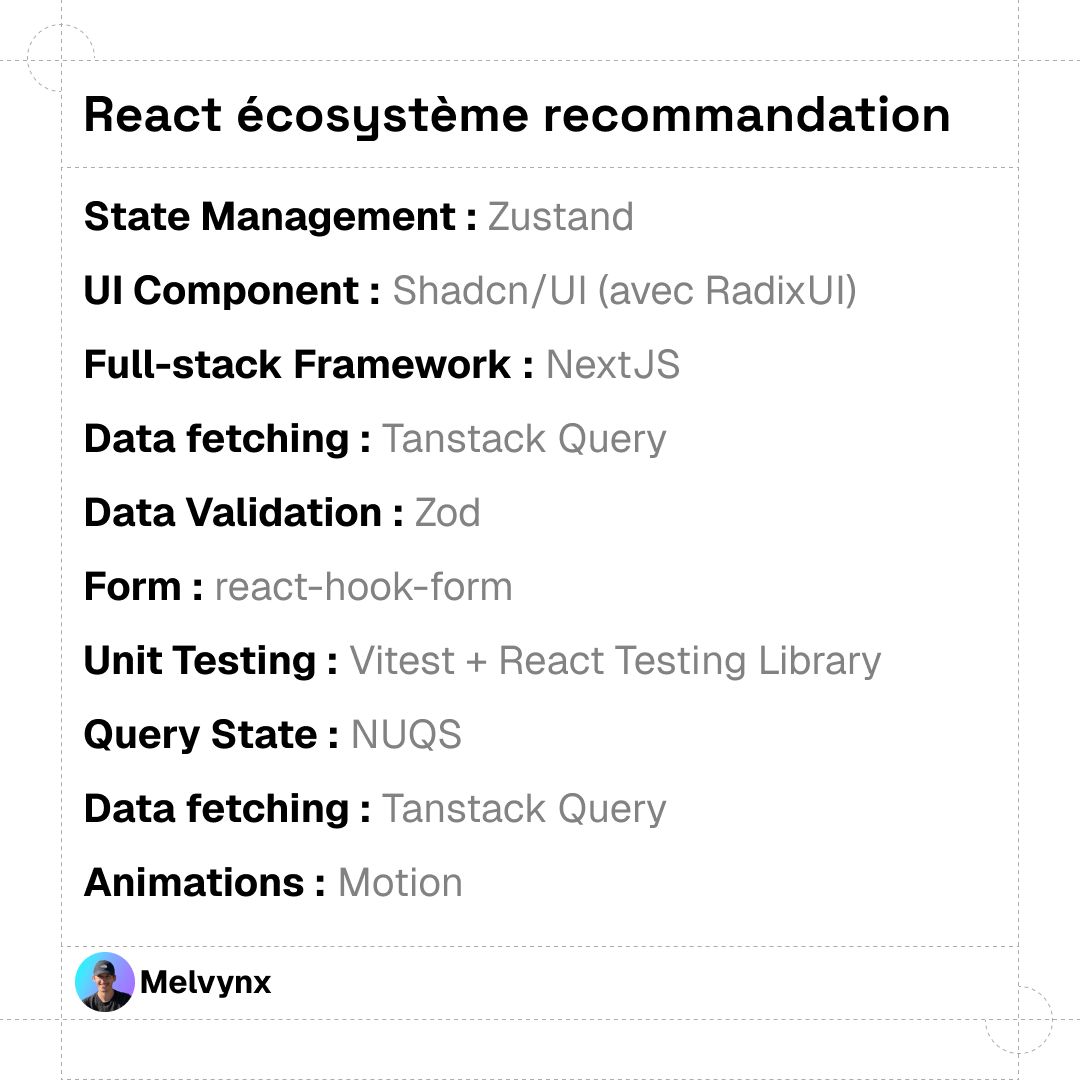 React écosystème recommandation
State Management : Zustand
UI Component : Shadcn/UI (avec RadixUI)
Full-stack Framework : NextJS
Data fetching : Tanstack Query
Data Validation : Zod
Form : react-hook-form
Unit Testing : Vitest + React Testing Library
Query State : NUQS
Data fetching : Tanstack Query
Animations : Motion
Melvynx